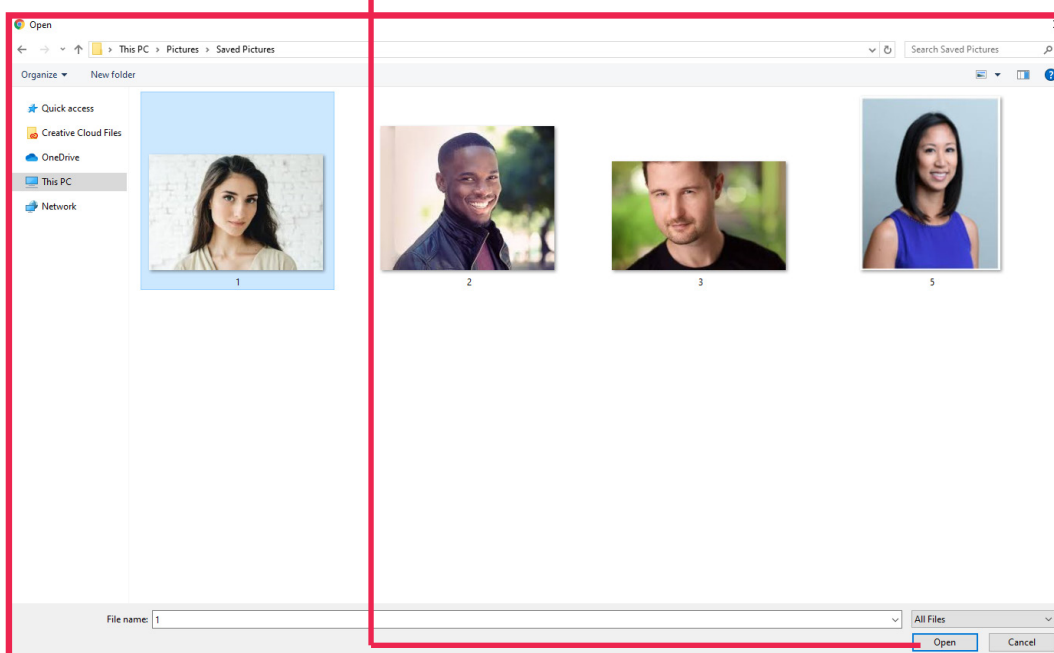 Open
This PC > Pictures > Saved Pictures
Search Saved Pictures
Organize
New folder
?
Quick access
Creative Cloud Files
OneDrive
This PC
Network
1
2
3
5
File name: 1
All Files
Open
Cancel